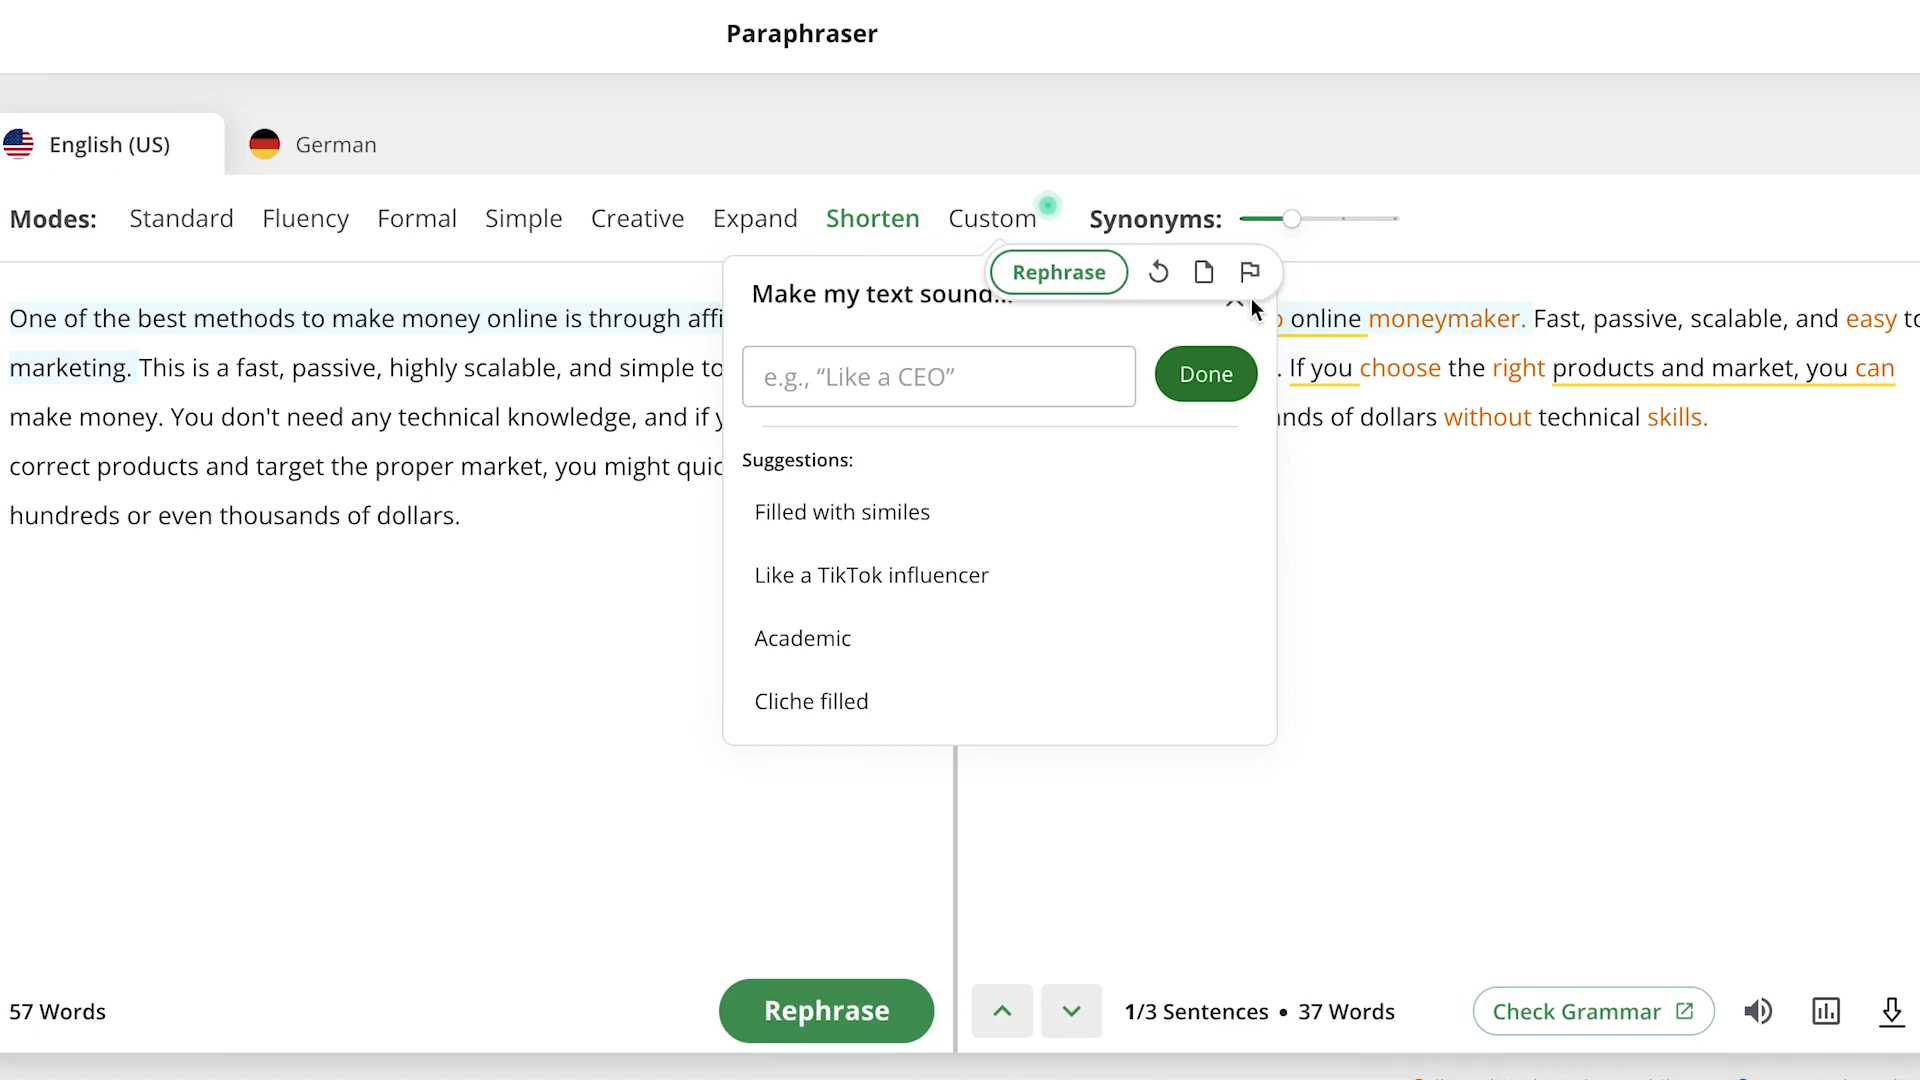 Paraphraser
English (US) German
Modes: Standard Fluency Formal Simple Creative Expand Shorten Custom Synonyms:
Rephrase
Make my text sound...
One of the best methods to make money online is through affi
online moneymaker. Fast, passive, scalable, and easy to
marketing. This is a fast, passive, highly scalable, and simple to
. If you choose the right products and market, you can
e.g., “Like a CEO”
Done
make money. You don't need any technical knowledge, and if y
nds of dollars without technical skills.
Suggestions:
correct products and target the proper market, you might quic
Filled with similes
hundreds or even thousands of dollars.
Like a TikTok influencer
Academic
Cliche filled
57 Words
Rephrase
1/3 Sentences • 37 Words
Check Grammar